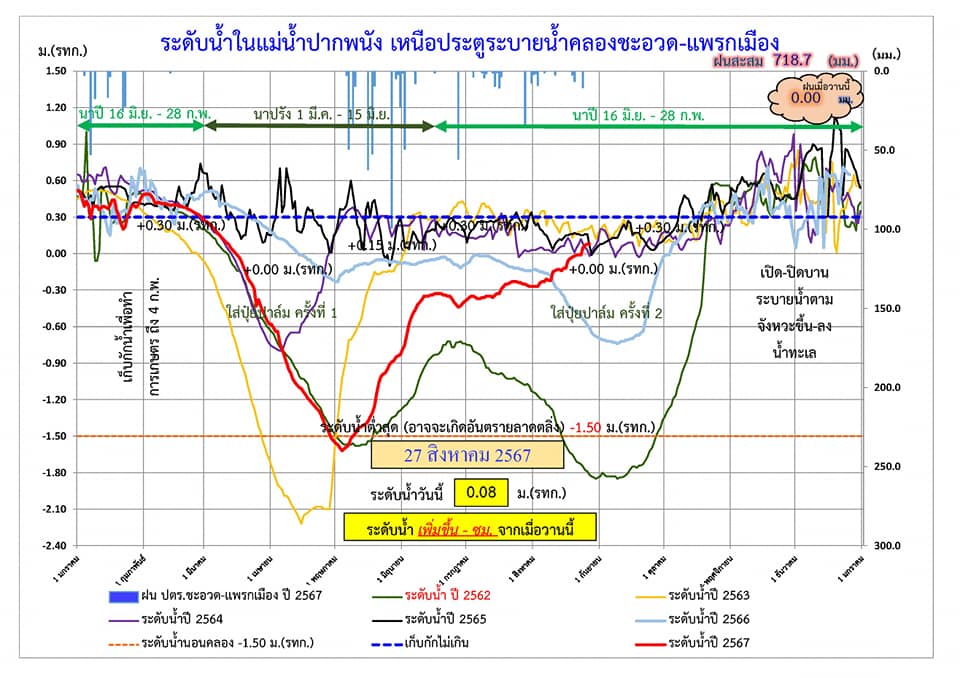 ระดับน้ำในแม่น้ำปากพนัง เหนือประตูระบายน้ำคลองชะอวด-แพรกเมือง
ม.(รทก.)
(มม.)
ฝนสะสม 718.7 (มม.)
ฝนเมื่อวานนี้
0.00 มม.
1.50
1.20
0.90
0.60
0.30
0.00
-0.30
-0.60
-0.90
-1.20
-1.50
-1.80
-2.10
-2.40
0.0
50.0
100.0
150.0
200.0
250.0
300.0
นาปี 16 มิ.ย. - 28 ก.พ.
นาปรัง 1 มี.ค. - 15 มิ.ย.
นาปี 16 มิ.ย. - 28 ก.พ.
+0.30 ม.(รทก.)
+0.00 ม.(รทก.)
+0.15 ม.(รทก.)
+0.30 ม.(รทก.)
+0.00 ม.(รทก.)
+0.30 ม.(รทก.)
ใส่ปุ๋ยปาล์ม ครั้งที่ 1
ใส่ปุ๋ยปาล์ม ครั้งที่ 2
เก็บกักน้ำเพื่อทำ
การเกษตร ถึง 4 ก.พ.
เปิด-ปิดบาน
ระบายน้ำตาม
จังหวะขึ้น-ลง
น้ำทะเล
ระดับน้ำต่ำสุด (อาจจะเกิดอันตรายลาดตลิ่ง) -1.50 ม.(รทก.)
27 สิงหาคม 2567
ระดับน้ำวันนี้ 0.08 ม.(รทก.)
ระดับน้ำ เพิ่มขึ้น - ซม. จากเมื่อวานนี้
1 มกราคม
1 กุมภาพันธ์
1 มีนาคม
1 เมษายน
1 พฤษภาคม
1 มิถุนายน
1 กรกฎาคม
1 สิงหาคม
1 กันยายน
1 ตุลาคม
1 พฤศจิกายน
1 ธันวาคม
1 มกราคม
ฝน ปตร.ชะอวด-แพรกเมือง ปี 2567
ระดับน้ำ ปี 2562
ระดับน้ำปี 2563
ระดับน้ำปี 2564
ระดับน้ำปี 2565
ระดับน้ำปี 2566
ระดับน้ำนอนคลอง -1.50 ม.(รทก.)
เก็บกักไม่เกิน
ระดับน้ำปี 2567